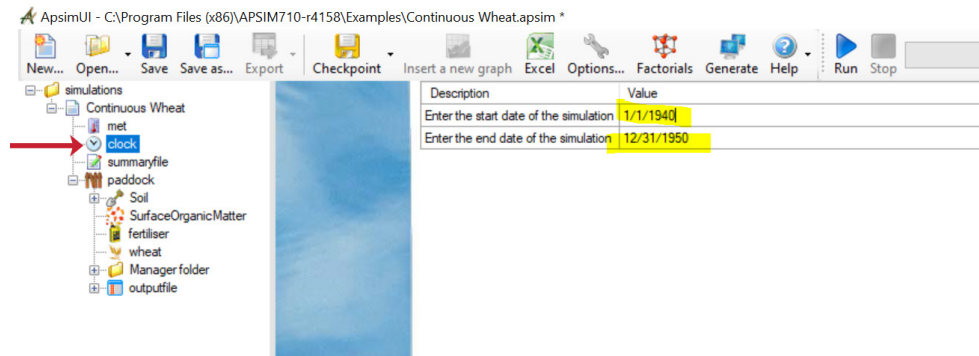 ApsimUI - C:\Program Files (x86)\APSIM710-r4158\Examples\Continuous Wheat.apsim *
New... Open... Save Save as... Export Checkpoint Insert a new graph Excel Options... Factorials Generate Help Run Stop
simulations
Continuous Wheat
met
clock
summaryfile
paddock
Soil
SurfaceOrganicMatter
fertiliser
wheat
Manager folder
outputfile
Description Value
Enter the start date of the simulation 1/1/1940
Enter the end date of the simulation 12/31/1950